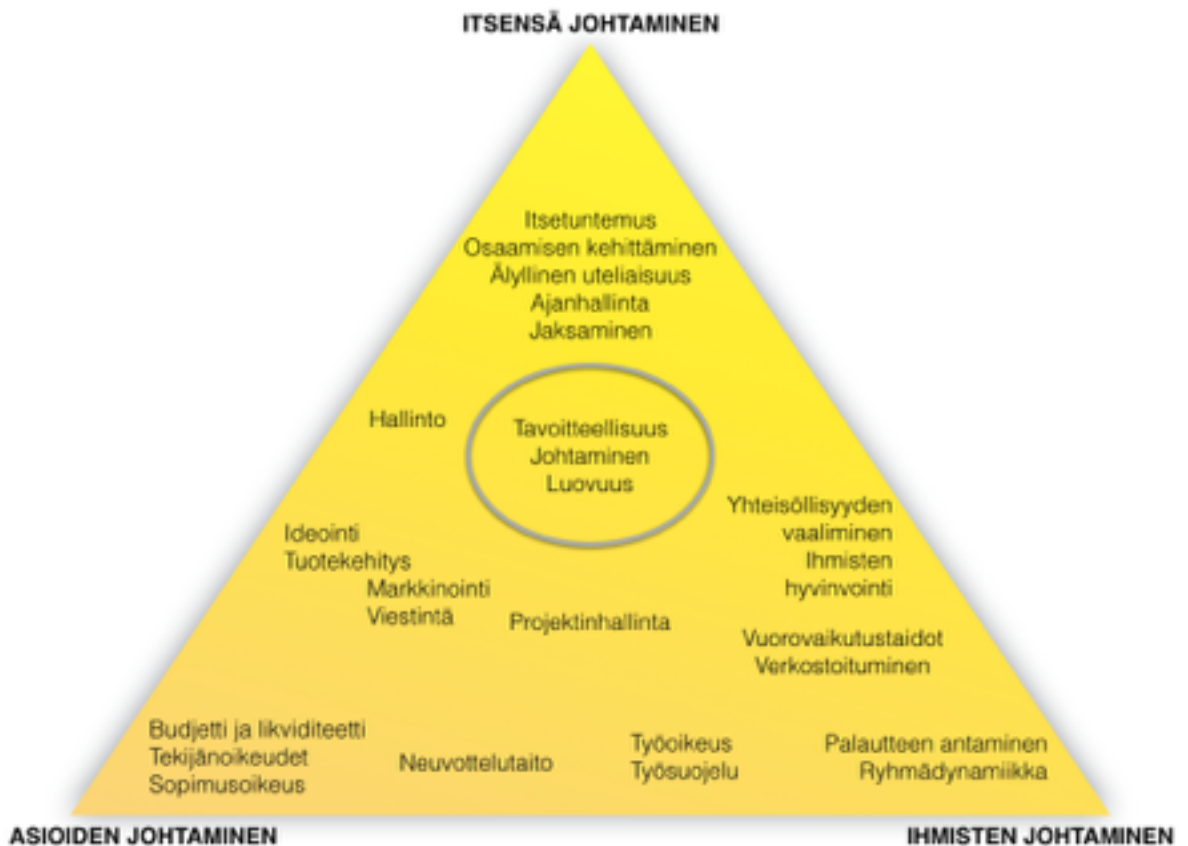 ITSENSÄ JOHTAMINEN
Itsetuntemus
Osaamisen kehittäminen
Älyllinen uteliaisuus
Ajanhallinta
Jaksaminen
Hallinto
Tavoitteellisuus
Johtaminen
Luovuus
Yhteisöllisyyden
vaaliminen
Ihmisten
hyvinvointi
Ideointi
Tuotekehitys
Markkinointi
Viestintä
Projektinhallinta
Vuorovaikutustaidot
Verkostoituminen
Budjetti ja likviditeetti
Tekijänoikeudet
Sopimusoikeus
Neuvottelutaito
Työoikeus
Työsuojelu
Palautteen antaminen
Ryhmädynamiikka
ASIOIDEN JOHTAMINEN
IHMISTEN JOHTAMINEN